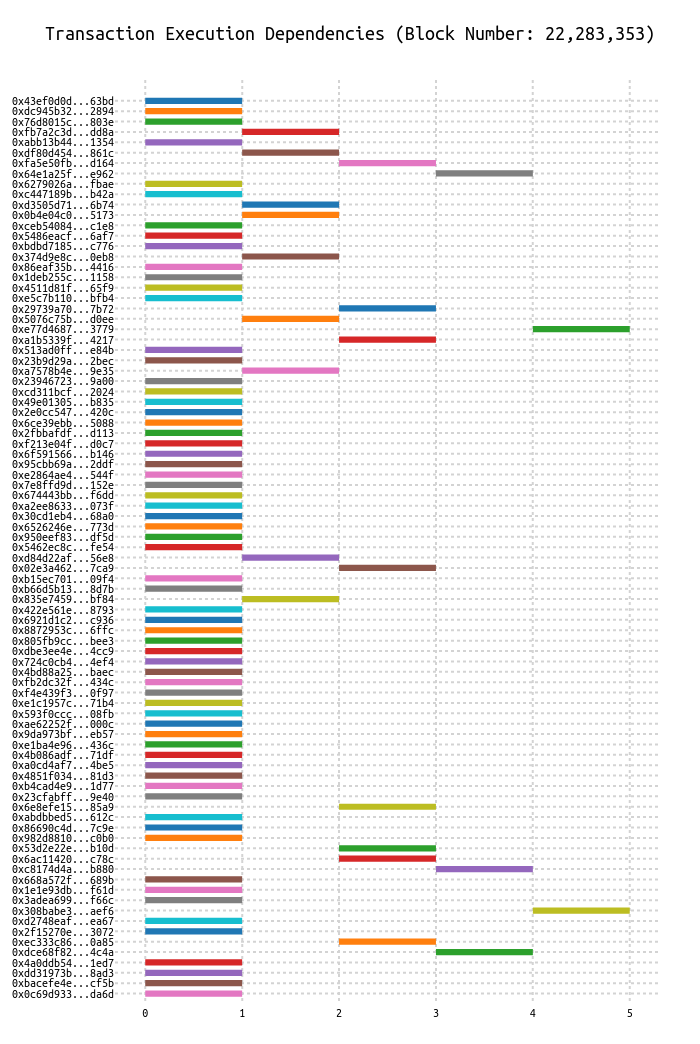 Transaction Execution Dependencies (Block Number: 22,283,353)
0x43ef0d0d...63bd
0xdc945b32...2894
0x76d8015c...803e
0xfb7a2c3d...dd8a
0xabb13b44...1354
0xdf80d454...861c
0xfa5e50fb...d164
0x64e1a25f...e962
0x6279026a...fbae
0xc447189b...b42a
0xd3505d71...6b74
0x0b4e04c0...5173
0xceb54084...c1e8
0x5486eacf...6af7
0xbdbd7185...c776
0x374d9e8c...0eb8
0x86eaf35b...4416
0x1deb255c...1158
0x4511d81f...65f9
0xe5c7b110...bfb4
0x29739a70...7b72
0x5076c75b...d0ee
0xe77d4687...3779
0xa1b5339f...4217
0x513ad0ff...e84b
0x23b9d29a...2bec
0xa7578b4e...9e35
0x23946723...9a00
0xcd311bcf...2024
0x49e01305...b835
0x2e0cc547...420c
0x6ce39ebb...5088
0x2fbbafdf...d113
0xf213e04f...d0c7
0x6f591566...b146
0x95cbb69a...2ddf
0xe2864ae4...544f
0x7e8ffd9d...152e
0x674443bb...f6dd
0xa2ee8633...073f
0x30cd1eb4...68a0
0x6526246e...773d
0x950eef83...df5d
0x5462ec8c...fe54
0xd84d22af...56e8
0x02e3a462...7ca9
0xb15ec701...09f4
0xb66d5b13...8d7b
0x835e7459...bf84
0x422e561e...8793
0x6921d1c2...c936
0x8872953c...6ffc
0x805fb9cc...bee3
0xdbe3ee4e...4cc9
0x724c0cb4...4ef4
0x4bd88a25...baec
0xfb2dc32f...434c
0xf4e439f3...0f97
0xe1c1957c...71b4
0x593f0ccc...08fb
0xae62252f...000c
0x9da973bf...eb57
0xe1ba4e96...436c
0x4b086adf...71df
0xa0cd4af7...4be5
0x4851f034...81d3
0xb4cad4e9...1d77
0x23cfabff...9e40
0x6e8efe15...85a9
0xabdbbed5...612c
0x86690c4d...7c9e
0x982d8810...c0b0
0x53d2e22e...b10d
0x6ac11420...c78c
0xc8174d4a...b880
0x668a572f...689b
0x1e1e93db...f61d
0x3adea699...f66c
0x308babe3...aef6
0xd2748eaf...ea67
0x2f15270e...3072
0xec333c86...0a85
0xdce68f82...4c4a
0x4a0ddb54...1ed7
0xdd31973b...8ad3
0xbacefe4e...cf5b
0x0c69d933...da6d
0 1 2 3 4 5